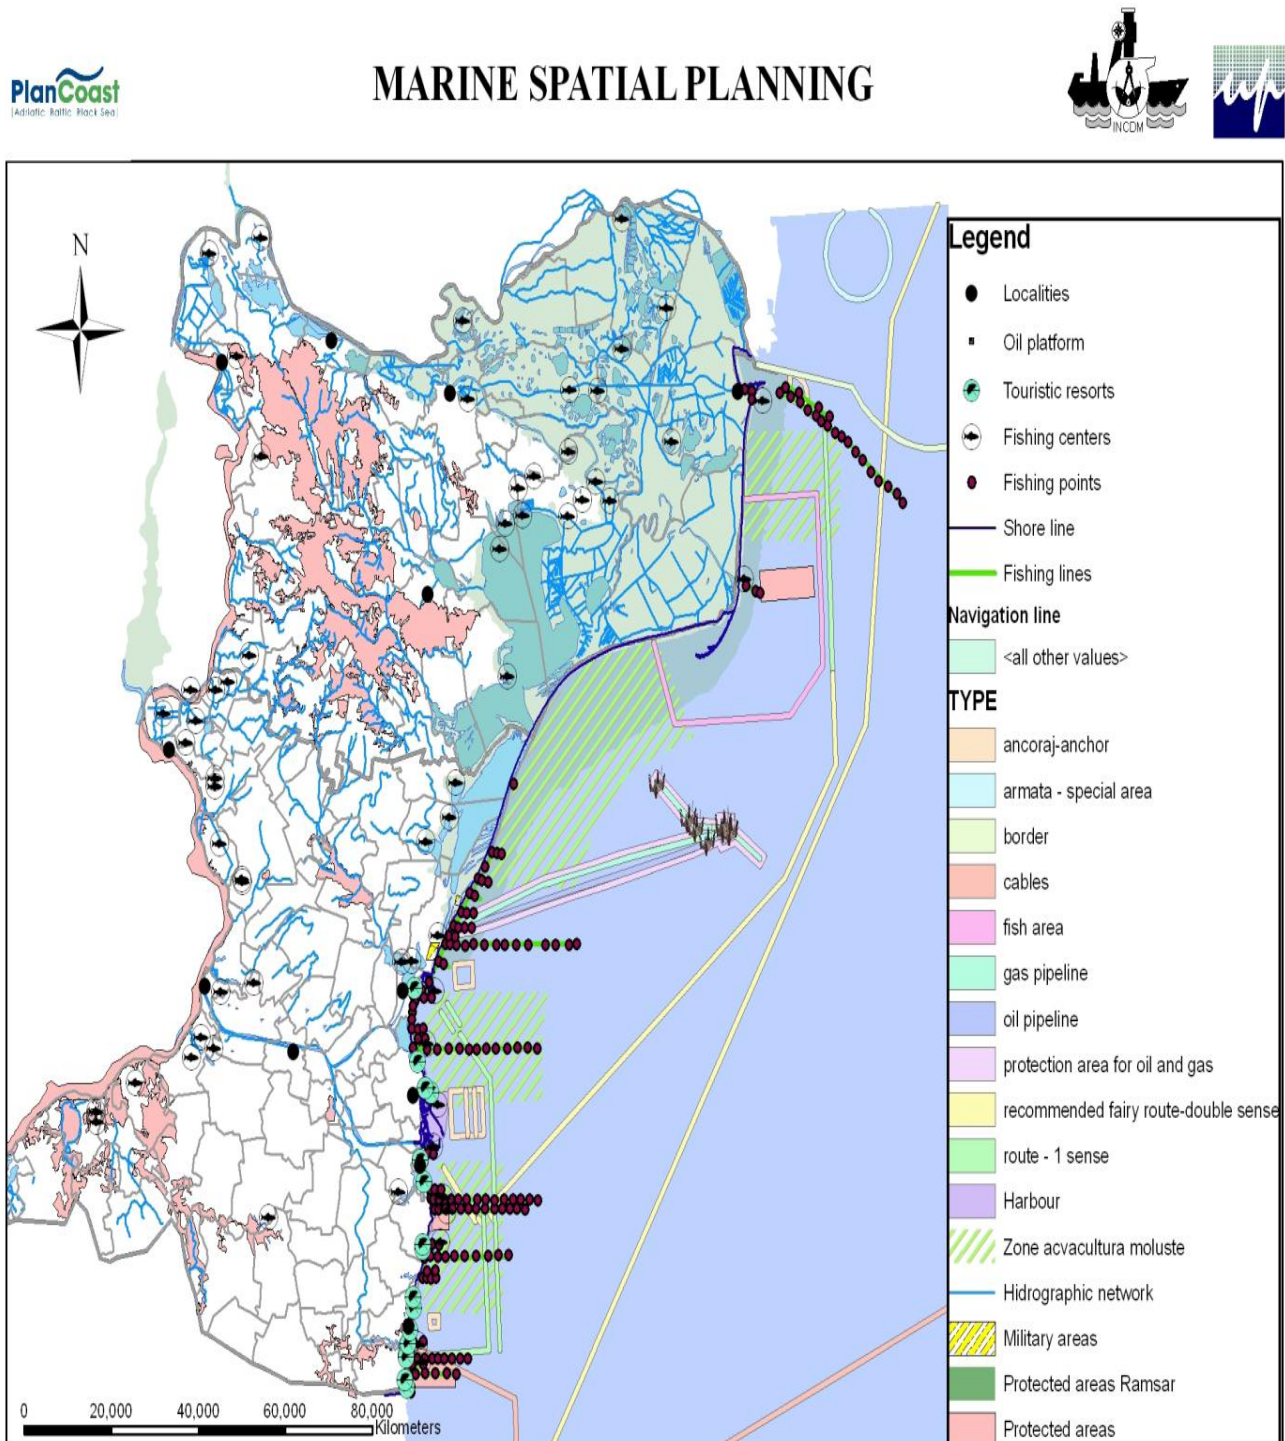 PlanCoast
|Adriatic Baltic Black Sea|
MARINE SPATIAL PLANNING
INCDM
N
Legend
Localities
Oil platform
Touristic resorts
Fishing centers
Fishing points
Shore line
Fishing lines
Navigation line
<all other values>
TYPE
ancoraj-anchor
armata - special area
border
cables
fish area
gas pipeline
oil pipeline
protection area for oil and gas
recommended fairy route-double sense
route - 1 sense
Harbour
Zone acvacultura moluste
Hidrographic network
Military areas
Protected areas Ramsar
Protected areas
0 20,000 40,000 60,000 80,000
Kilometers